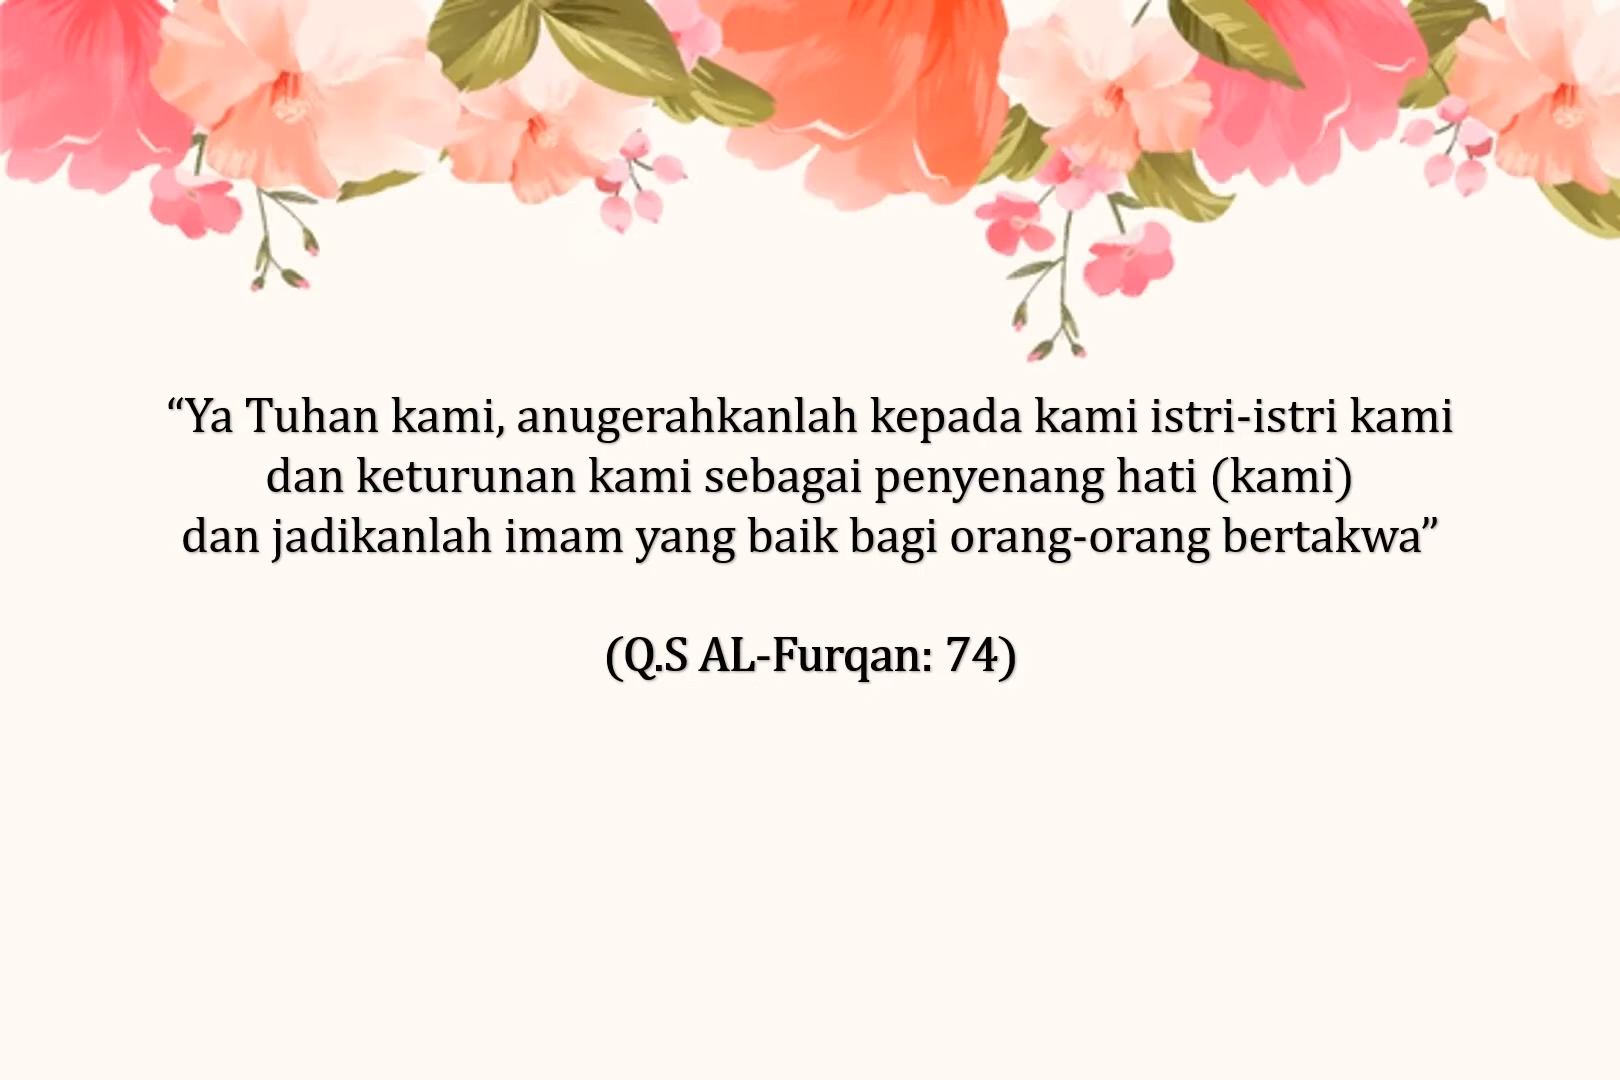 “Ya Tuhan kami, anugerahkanlah kepada kami istri-istri kami
dan keturunan kami sebagai penyenang hati (kami)
dan jadikanlah imam yang baik bagi orang-orang bertakwa”
(Q.S AL-Furqan: 74)